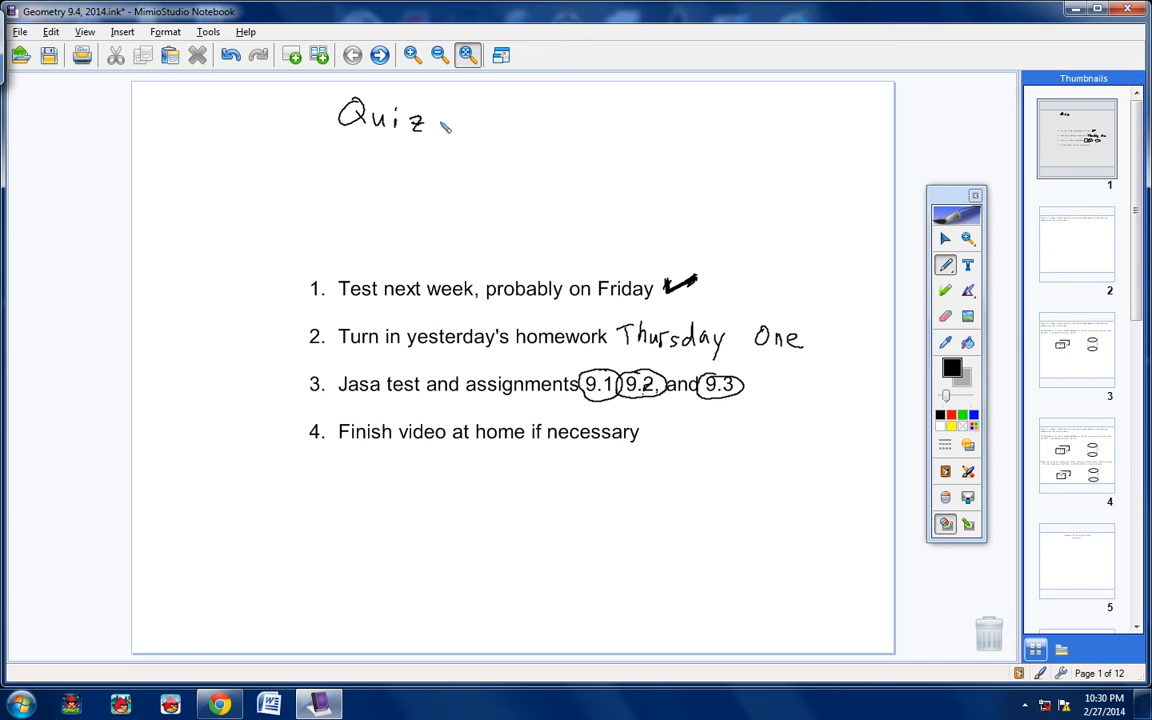 Geometry 9.4, 2014.ink* - MimioStudio Notebook
File Edit View Insert Format Tools Help
Thumbnails
Quiz
1. Test next week, probably on Friday
2. Turn in yesterday's homework Thursday One
3. Jasa test and assignments 9.1, 9.2, and 9.3
4. Finish video at home if necessary
1
2
3
4
5
Page 1 of 12
10:30 PM
2/27/2014